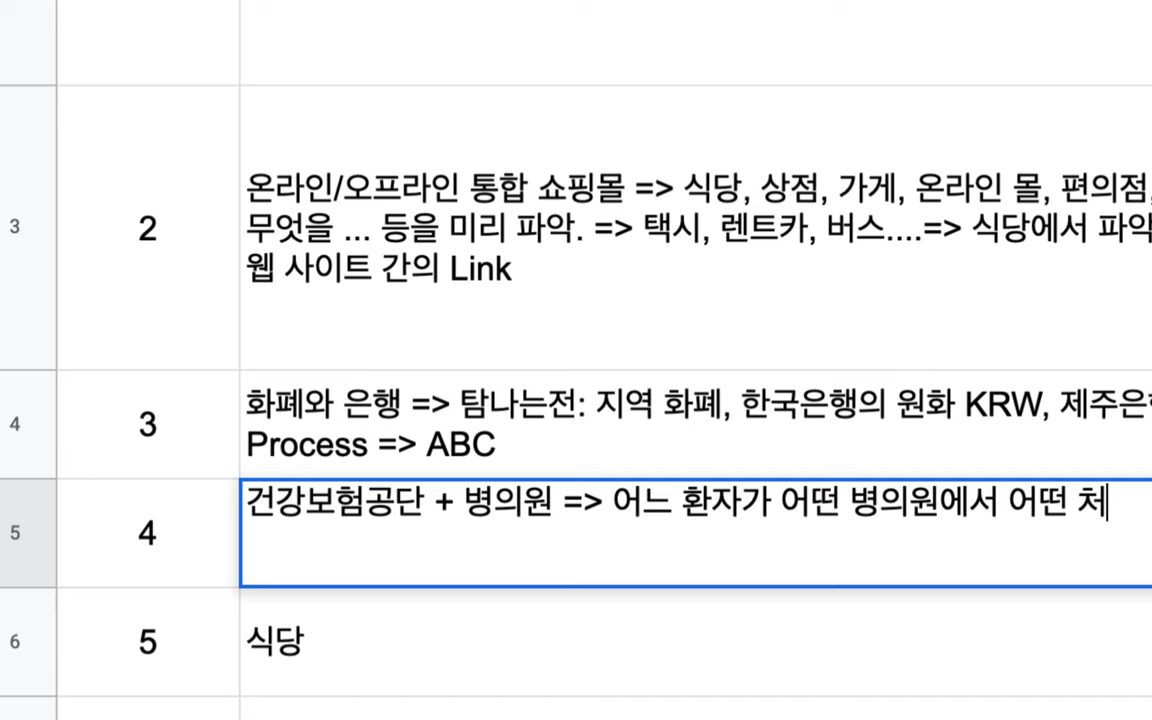 3
2
온라인/오프라인 통합 쇼핑몰 => 식당, 상점, 가게, 온라인 몰, 편의점,
무엇을 ... 등을 미리 파악. => 택시, 렌트카, 버스....=> 식당에서 파악
웹 사이트 간의 Link
4
3
화폐와 은행 => 탐나는전: 지역 화폐, 한국은행의 원화 KRW, 제주은행
Process => ABC
5
4
건강보험공단 + 병의원 => 어느 환자가 어떤 병의원에서 어떤 처
6
5
식당